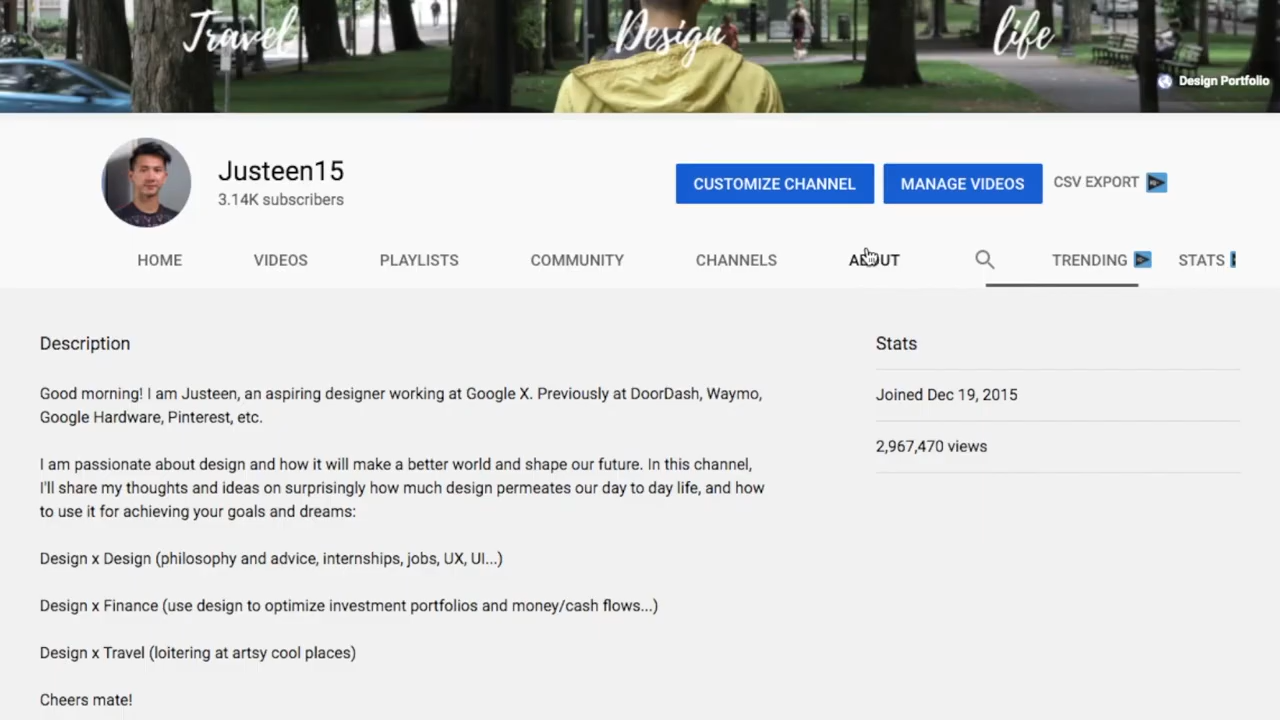 Travel Design life
Design Portfolio
Justeen15
3.14K subscribers
CUSTOMIZE CHANNEL MANAGE VIDEOS CSV EXPORT
HOME VIDEOS PLAYLISTS COMMUNITY CHANNELS ABOUT TRENDING STATS
Description
Good morning! I am Justeen, an aspiring designer working at Google X. Previously at DoorDash, Waymo,
Google Hardware, Pinterest, etc.
I am passionate about design and how it will make a better world and shape our future. In this channel,
I'll share my thoughts and ideas on surprisingly how much design permeates our day to day life, and how
to use it for achieving your goals and dreams:
Design x Design (philosophy and advice, internships, jobs, UX, UI...)
Design x Finance (use design to optimize investment portfolios and money/cash flows...)
Design x Travel (loitering at artsy cool places)
Cheers mate!
Stats
Joined Dec 19, 2015
2,967,470 views